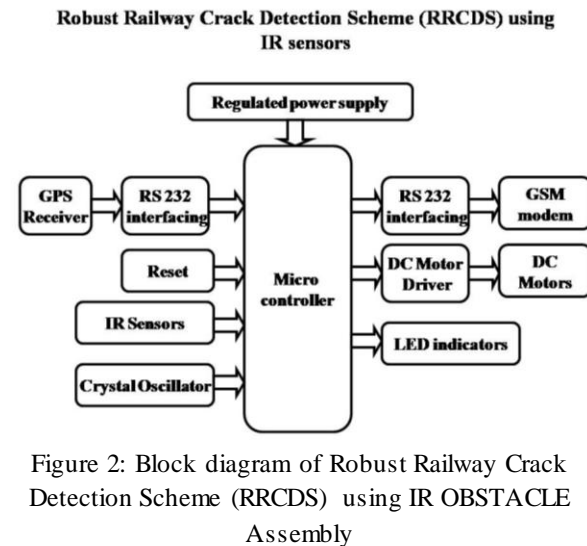 Robust Railway Crack Detection Scheme (RRCDS) using
IR sensors
Regulated power supply
GPS
Receiver
RS 232
interfacing
Reset
IR Sensors
Crystal Oscillator
Micro
controller
RS 232
interfacing
GSM
modem
DC Motor
Driver
DC
Motors
LED indicators
Figure 2: Block diagram of Robust Railway Crack
Detection Scheme (RRCDS) using IR OBSTACLE
Assembly